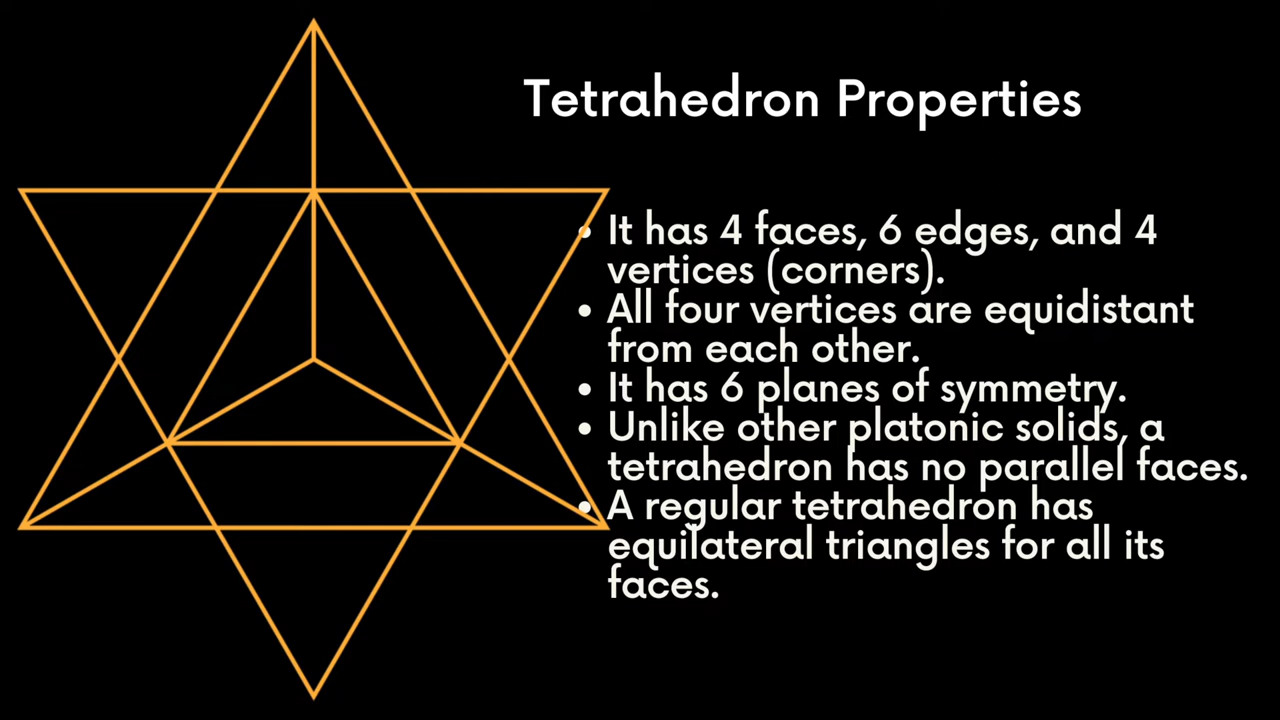 Tetrahedron Properties
• It has 4 faces, 6 edges, and 4
vertices (corners).
• All four vertices are equidistant
from each other.
• It has 6 planes of symmetry.
• Unlike other platonic solids, a
tetrahedron has no parallel faces.
• A regular tetrahedron has
equilateral triangles for all its
faces.